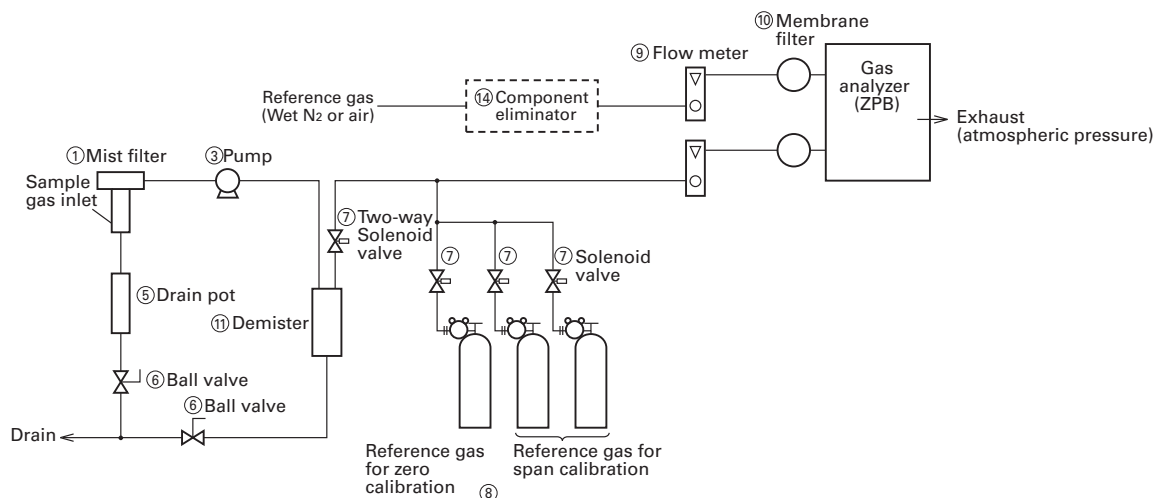 ⑩Membrane
filter
⑨Flow meter
Gas
analyzer
(ZPB)
Reference gas
(Wet N2 or air)
⑭Component
eliminator
Exhaust
(atmospheric pressure)
①Mist filter
③Pump
Sample
gas inlet
⑦Two-way
Solenoid
valve
⑦
⑦
⑦Solenoid
valve
⑤Drain pot
⑪Demister
⑥Ball valve
⑥Ball valve
Drain
Reference gas
for zero
calibration
⑧
Reference gas for
span calibration